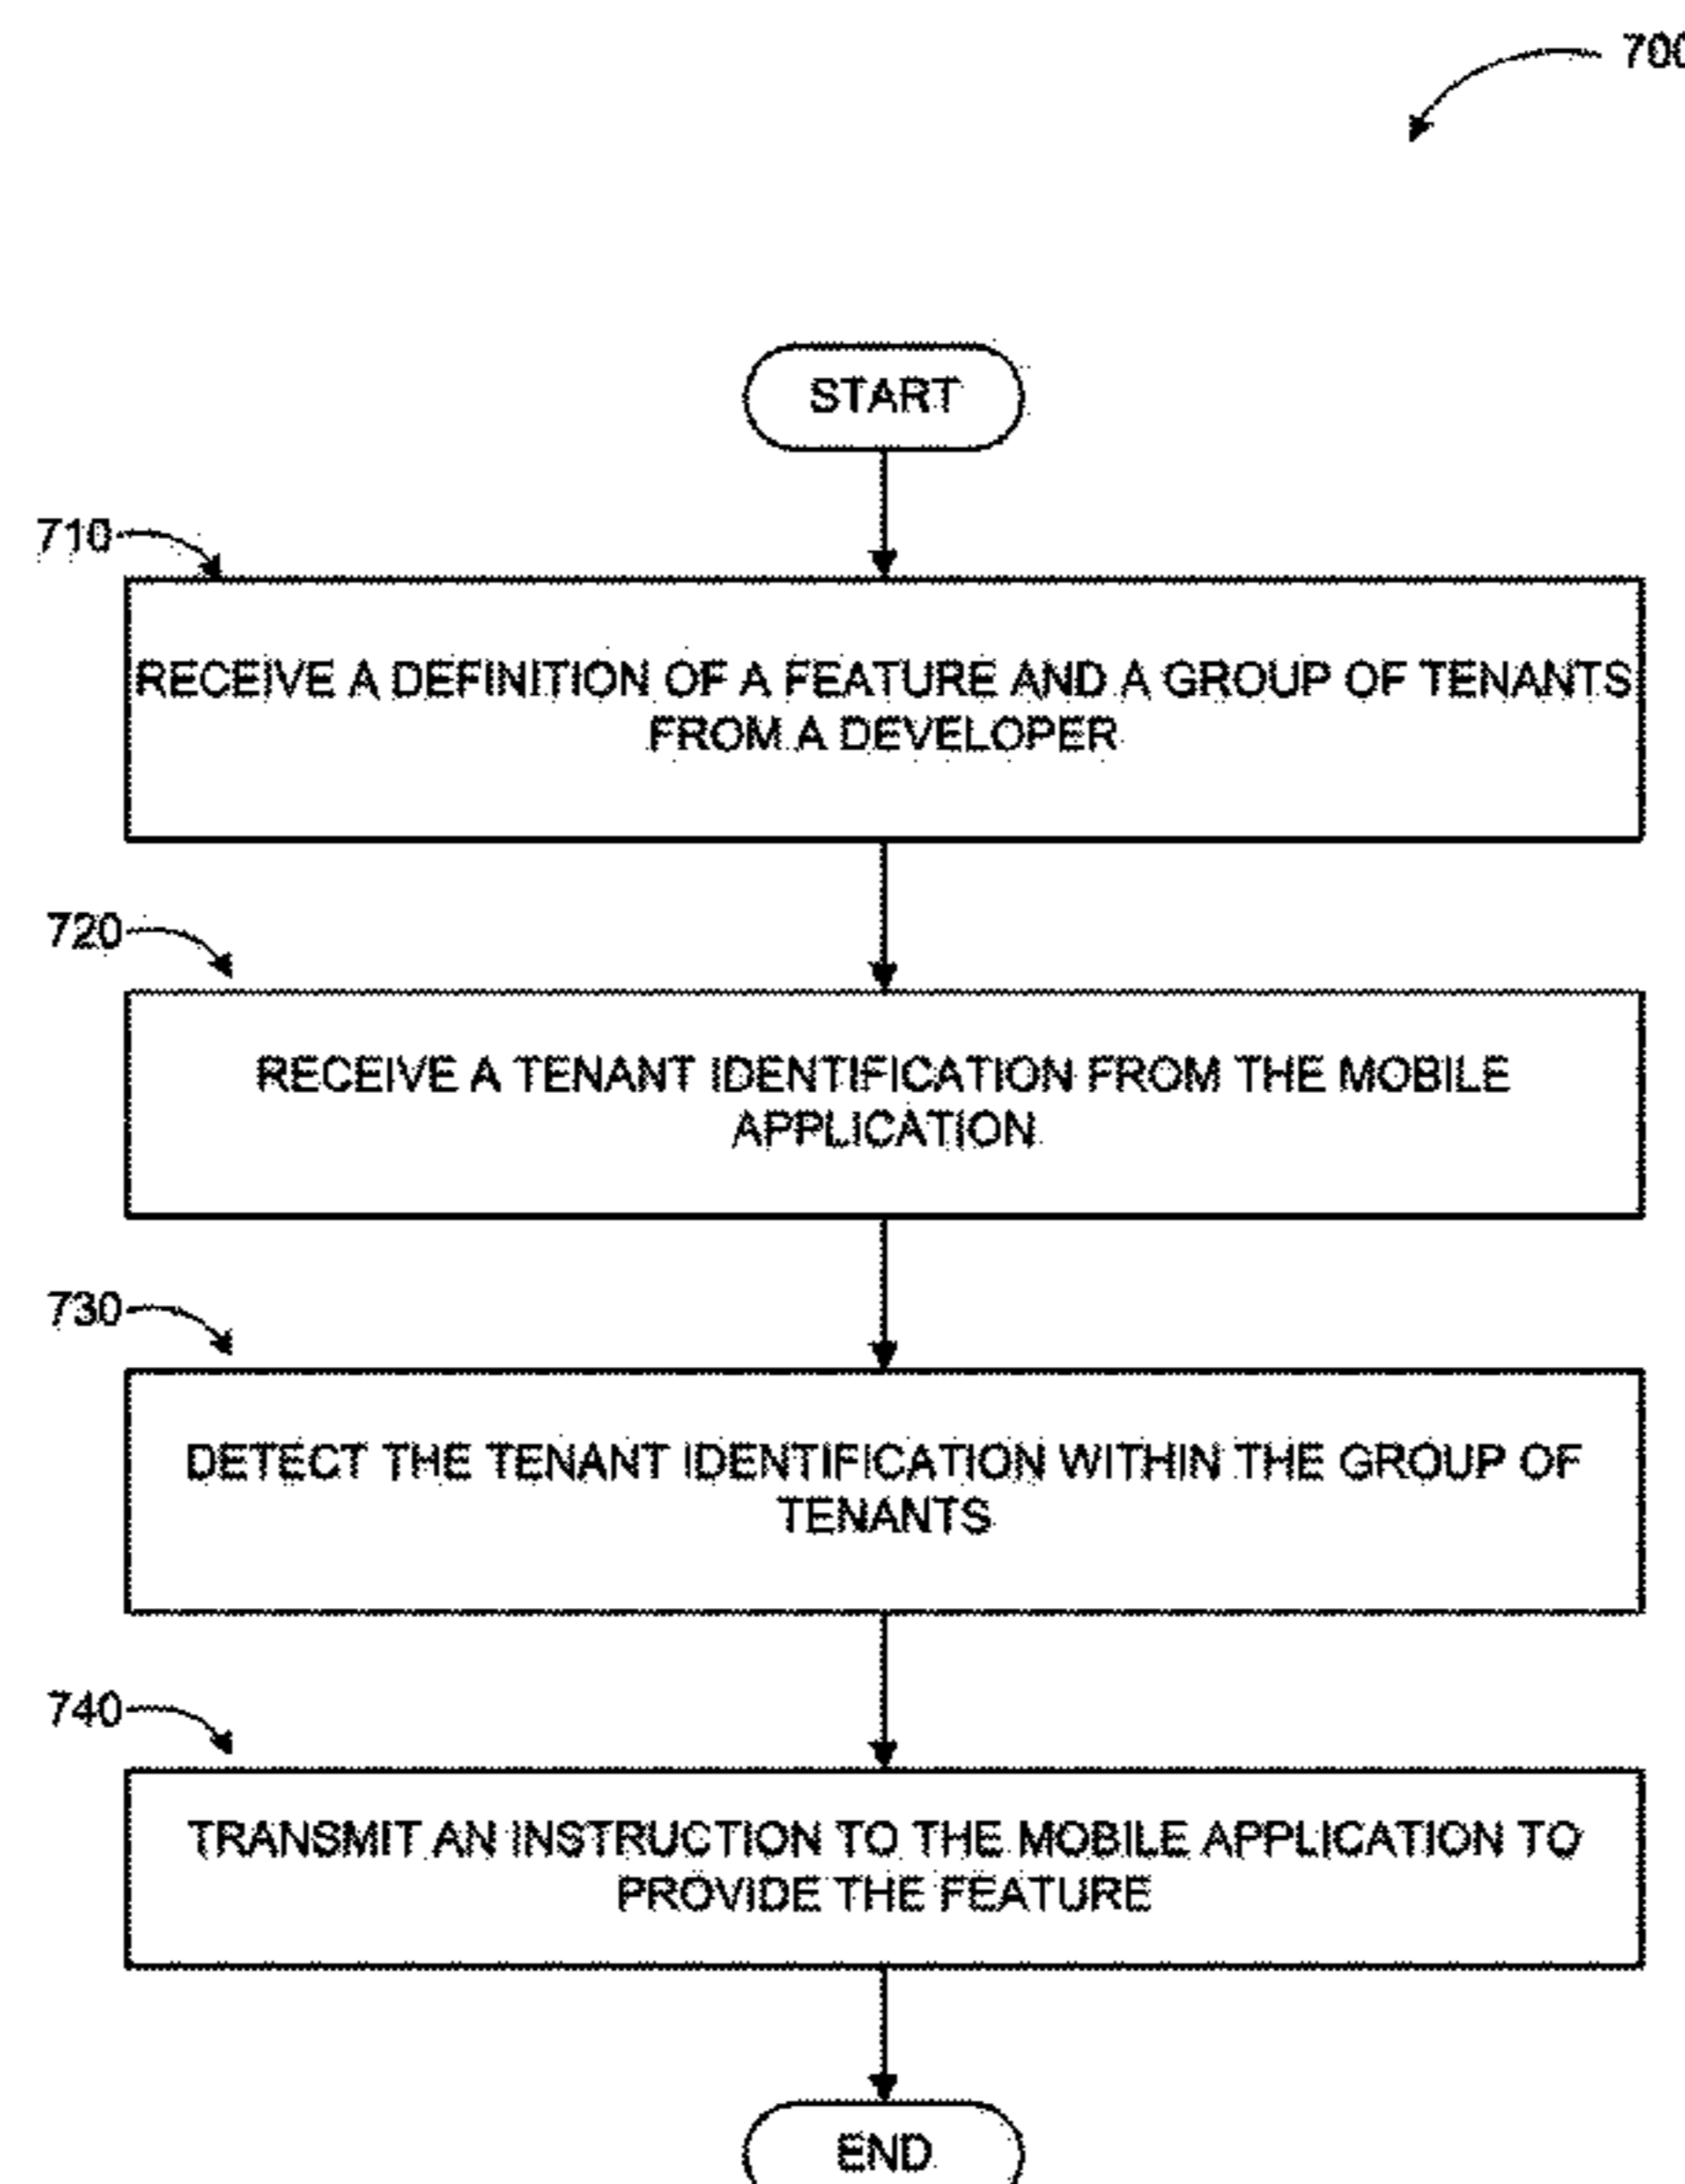 700
START
710
RECEIVE A DEFINITION OF A FEATURE AND A GROUP OF TENANTS
FROM A DEVELOPER
720
RECEIVE A TENANT IDENTIFICATION FROM THE MOBILE
APPLICATION
730
DETECT THE TENANT IDENTIFICATION WITHIN THE GROUP OF
TENANTS
740
TRANSMIT AN INSTRUCTION TO THE MOBILE APPLICATION TO
PROVIDE THE FEATURE
END